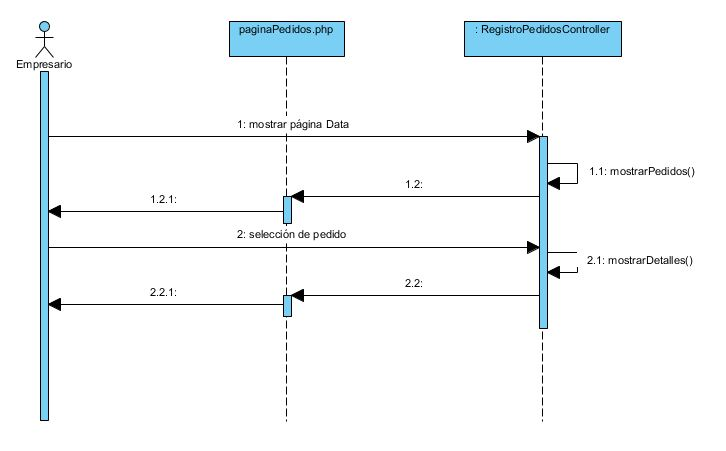 paginaPedidos.php
: RegistroPedidosController
Empresario
1: mostrar página Data
1.1: mostrarPedidos()
1.2:
1.2.1:
2: selección de pedido
2.1: mostrarDetalles()
2.2:
2.2.1: